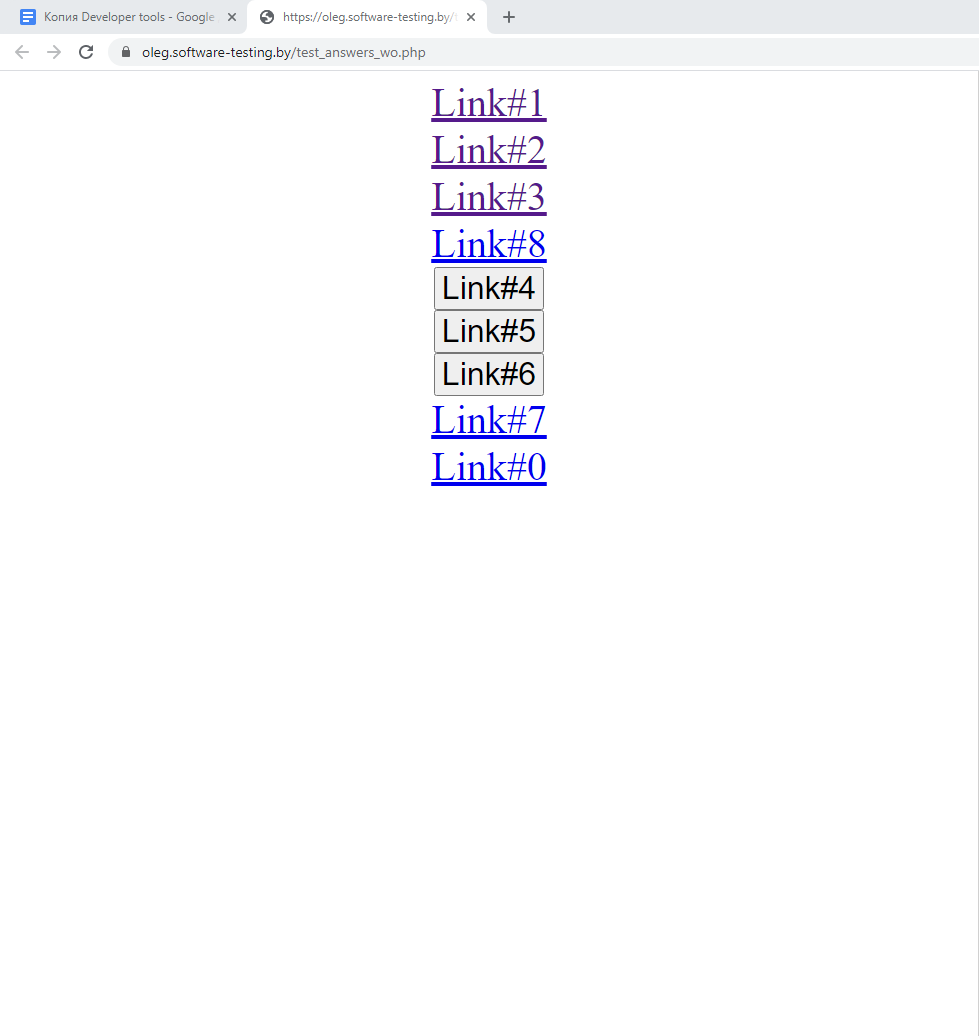 Копия Developer tools - Google
https://oleg.software-testing.by/
oleg.software-testing.by/test_answers_wo.php
Link#1
Link#2
Link#3
Link#8
Link#4
Link#5
Link#6
Link#7
Link#0